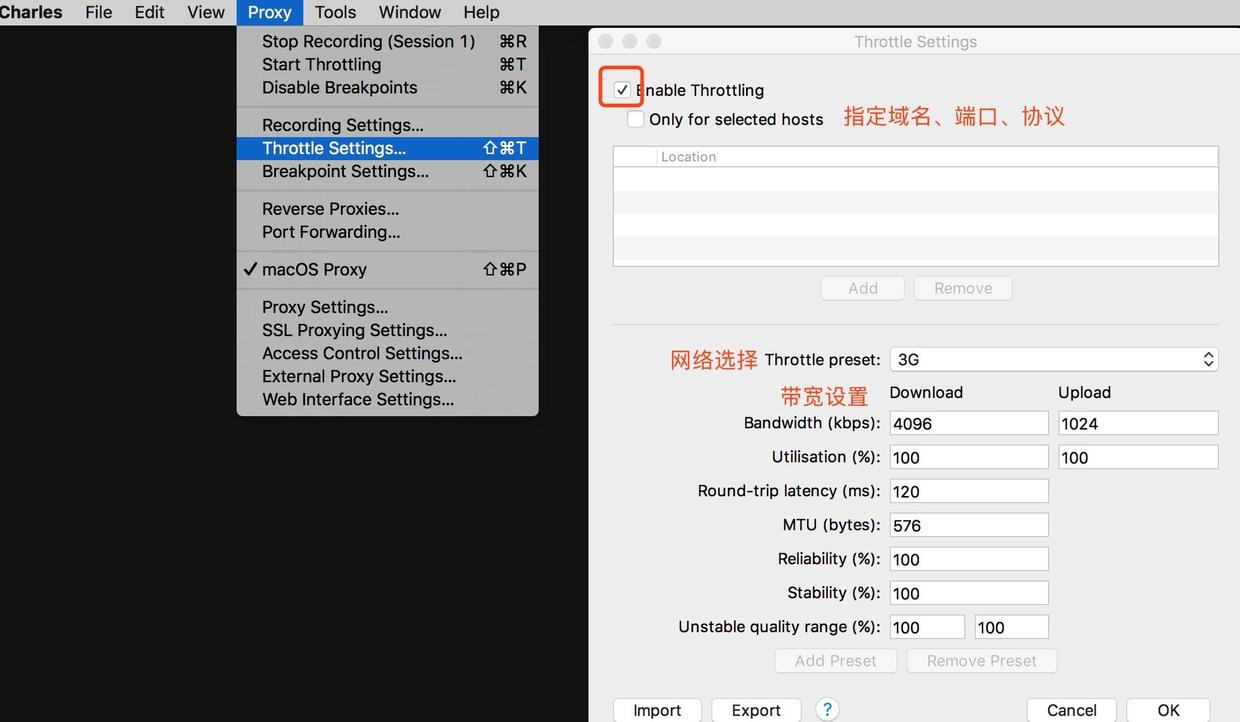 Charles File Edit View Proxy Tools Window Help
Stop Recording (Session 1) ⌘R
Start Throttling ⌘T
Disable Breakpoints ⌘K
Recording Settings...
Throttle Settings... ⇧⌘T
Breakpoint Settings... ⇧⌘K
Reverse Proxies...
Port Forwarding...
macOS Proxy ⇧⌘P
Proxy Settings...
SSL Proxying Settings...
Access Control Settings...
External Proxy Settings...
Web Interface Settings...
Throttle Settings
Enable Throttling
Only for selected hosts 指定域名、端口、协议
Location
Add Remove
网络选择 Throttle preset: 3G
带宽设置 Download Upload
Bandwidth (kbps): 4096 1024
Utilisation (%): 100 100
Round-trip latency (ms): 120
MTU (bytes): 576
Reliability (%): 100
Stability (%): 100
Unstable quality range (%): 100 100
Add Preset Remove Preset
Import Export ? Cancel OK